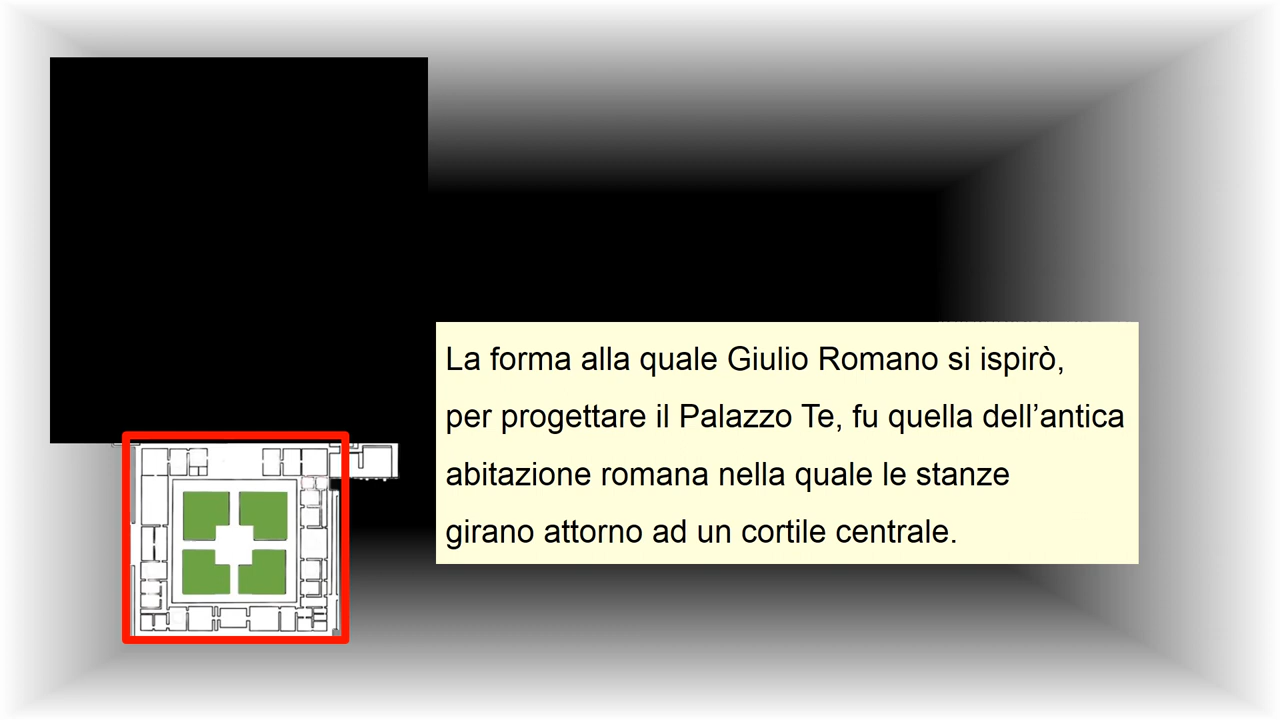 La forma alla quale Giulio Romano si ispirò,
per progettare il Palazzo Te, fu quella dell’antica
abitazione romana nella quale le stanze
girano attorno ad un cortile centrale.